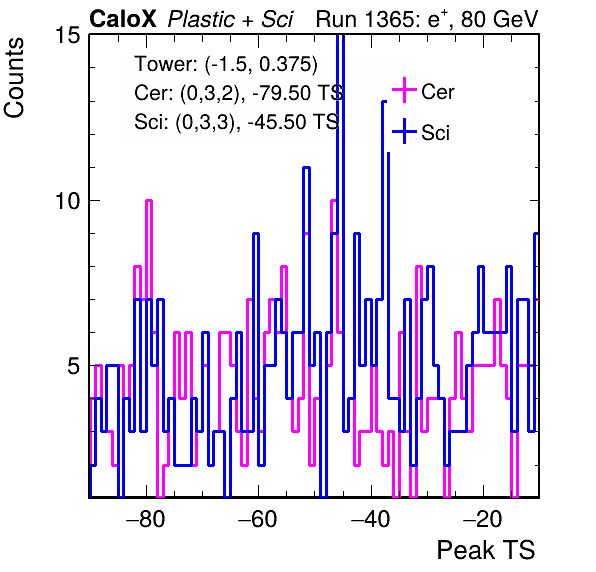 CaloX Plastic + Sci Run 1365: e+, 80 GeV
Counts
15
10
5
Tower: (-1.5, 0.375)
Cer: (0,3,2), -79.50 TS
Sci: (0,3,3), -45.50 TS
Cer
Sci
−80 −60 −40 −20
Peak TS